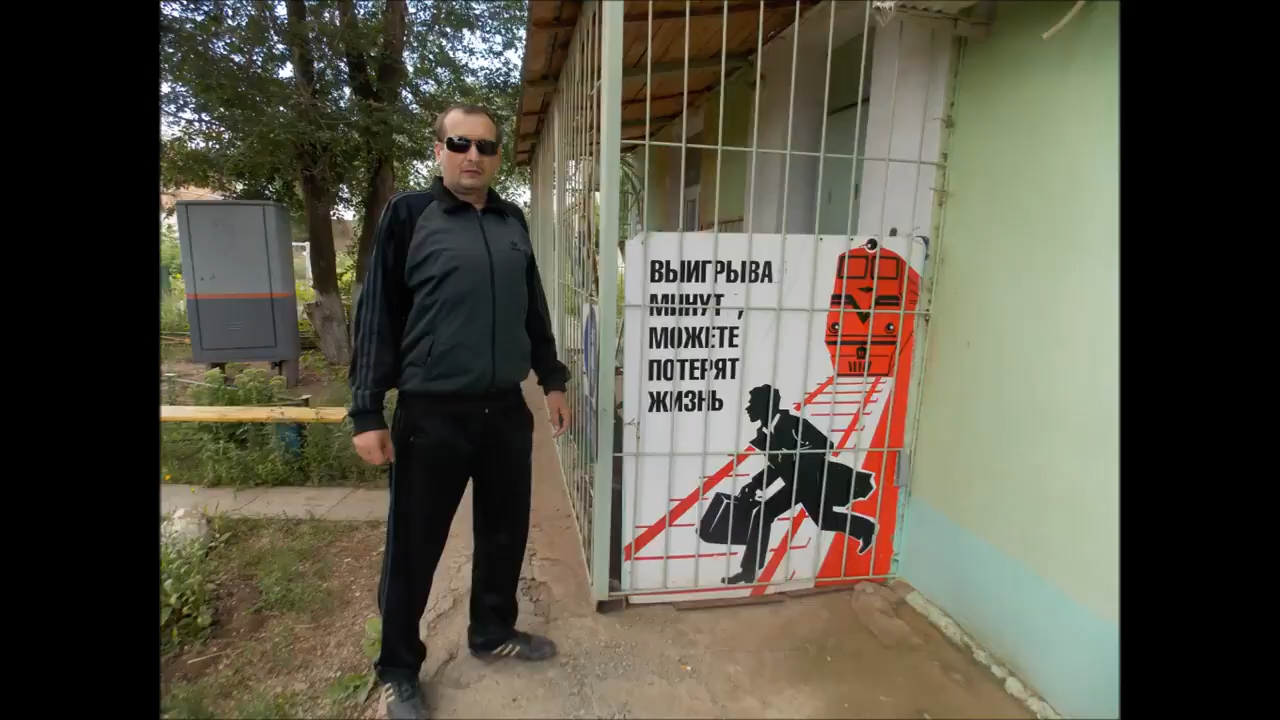 ВЫИГРЫВА
МИНУТ,
МОЖЕТЕ
ПОТЕРЯТ
ЖИЗНЬ